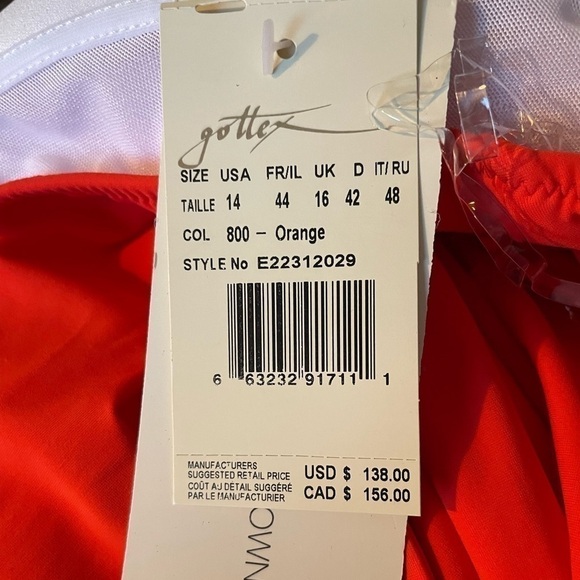 gottex
SIZE USA FR/IL UK D IT/RU
TAILLE 14 44 16 42 48
COL 800 - Orange
STYLE No E22312029
6 63232 91711 1
MANUFACTURERS
SUGGESTED RETAIL PRICE USD $ 138.00
COÛT AU DETAIL SUGGÉRÉ
PAR LE MANUFACTURIER CAD $ 156.00